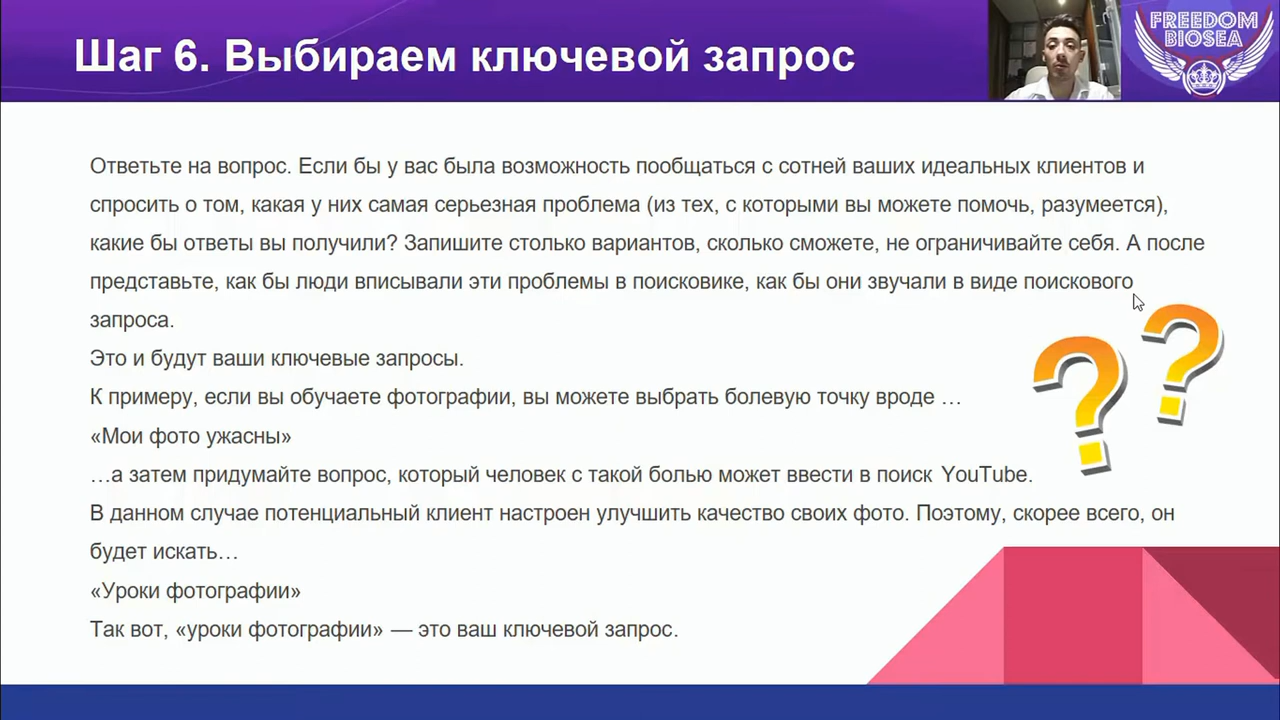 Шаг 6. Выбираем ключевой запрос
FREEDOM
BIOSEA
Ответьте на вопрос. Если бы у вас была возможность пообщаться с сотней ваших идеальных клиентов и
спросить о том, какая у них самая серьезная проблема (из тех, с которыми вы можете помочь, разумеется),
какие бы ответы вы получили? Запишите столько вариантов, сколько сможете, не ограничивайте себя. А после
представьте, как бы люди вписывали эти проблемы в поисковике, как бы они звучали в виде поискового
запроса.
Это и будут ваши ключевые запросы.
К примеру, если вы обучаете фотографии, вы можете выбрать болевую точку вроде …
«Мои фото ужасны»
…а затем придумайте вопрос, который человек с такой болью может ввести в поиск YouTube.
В данном случае потенциальный клиент настроен улучшить качество своих фото. Поэтому, скорее всего, он
будет искать…
«Уроки фотографии»
Так вот, «уроки фотографии» — это ваш ключевой запрос.